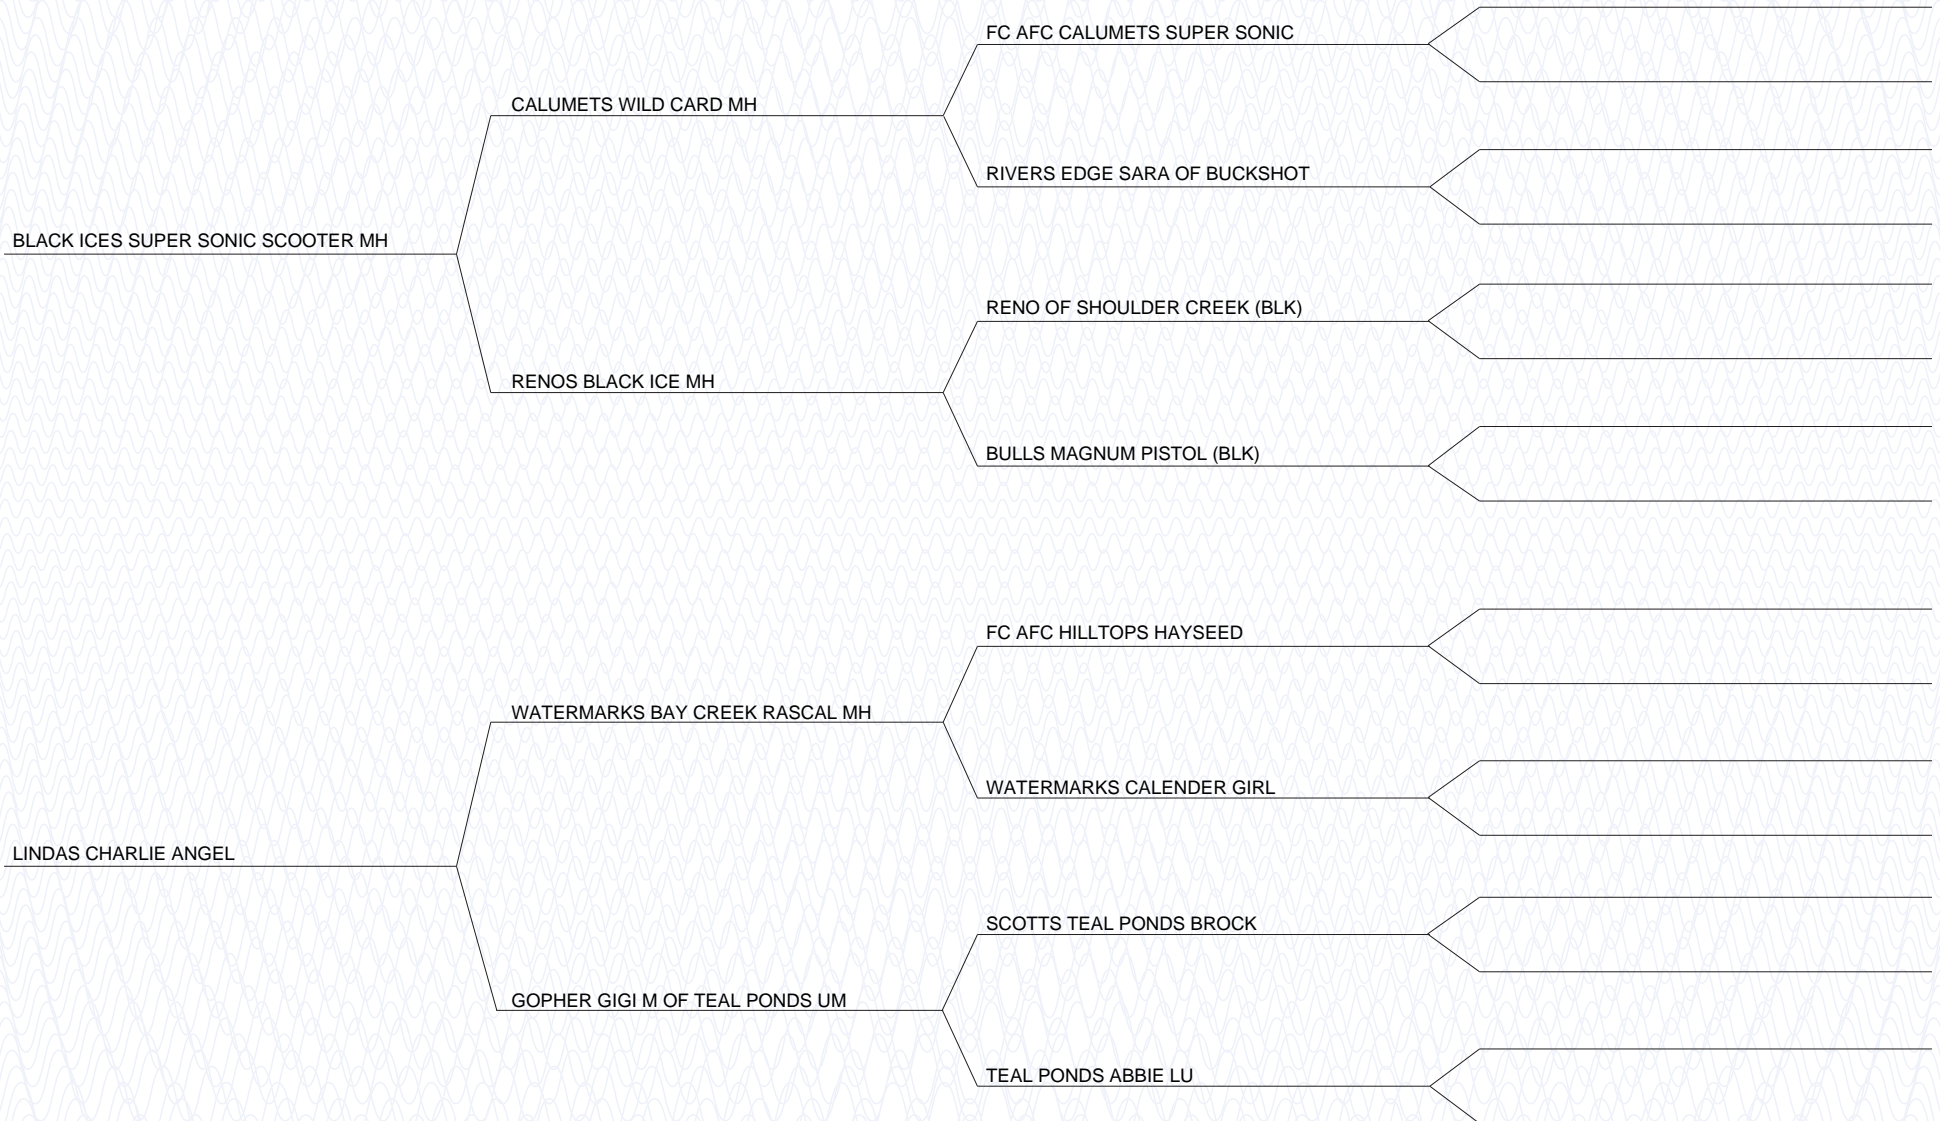 FC AFC CALUMETS SUPER SONIC
CALUMETS WILD CARD MH
RIVERS EDGE SARA OF BUCKSHOT
BLACK ICES SUPER SONIC SCOOTER MH
RENO OF SHOULDER CREEK (BLK)
RENOS BLACK ICE MH
BULLS MAGNUM PISTOL (BLK)
FC AFC HILLTOPS HAYSEED
WATERMARKS BAY CREEK RASCAL MH
WATERMARKS CALENDER GIRL
LINDAS CHARLIE ANGEL
SCOTTS TEAL PONDS BROCK
GOPHER GIGI M OF TEAL PONDS UM
TEAL PONDS ABBIE LU